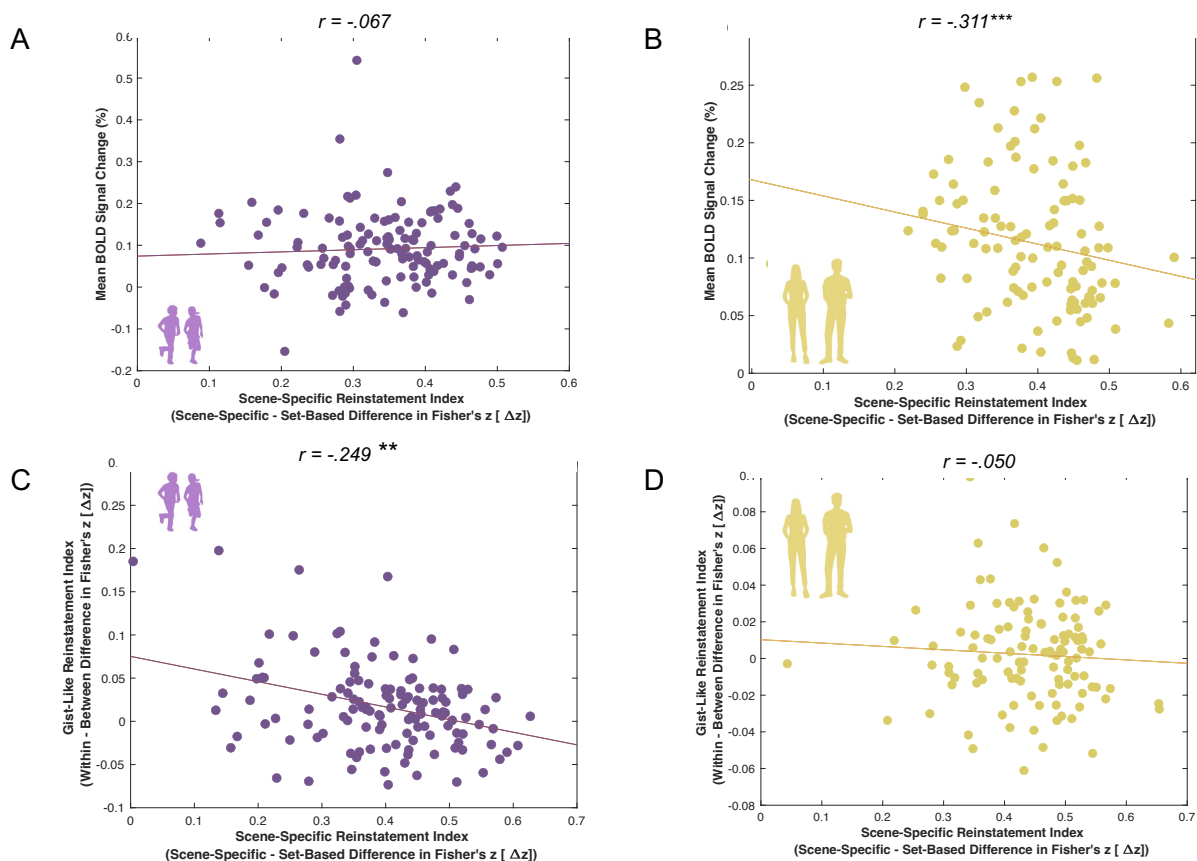 A
r = -.067
0.6
0.5
0.4
0.3
0.2
0.1
0
-0.1
-0.2
Mean BOLD Signal Change (%)
0 0.1 0.2 0.3 0.4 0.5 0.6
Scene-Specific Reinstatement Index
(Scene-Specific - Set-Based Difference in Fisher's z [ Δz])
B
r = -.311***
0.25
0.2
0.15
0.1
0.05
0
Mean BOLD Signal Change (%)
0 0.1 0.2 0.3 0.4 0.5 0.6
Scene-Specific Reinstatement Index
(Scene-Specific - Set-Based Difference in Fisher's z [ Δz])
C
r = -.249 **
0.
0.25
0.2
0.15
0.1
0.05
0
-0.05
-0.1
Gist-Like Reinstatement Index
(Within - Between Difference in Fisher's z [ Δz])
0 0.1 0.2 0.3 0.4 0.5 0.6 0.7
Scene-Specific Reinstatement Index
(Scene-Specific - Set-Based Difference in Fisher's z [ Δz])
D
r = -.050
0.
0.08
0.06
0.04
0.02
0
-0.02
-0.04
-0.06
-0.08
Gist-Like Reinstatement Index
(Within - Between Difference in Fisher's z [ Δz])
0 0.1 0.2 0.3 0.4 0.5 0.6 0.7
Scene-Specific Reinstatement Index
(Scene-Specific - Set-Based Difference in Fisher's z [ Δz])